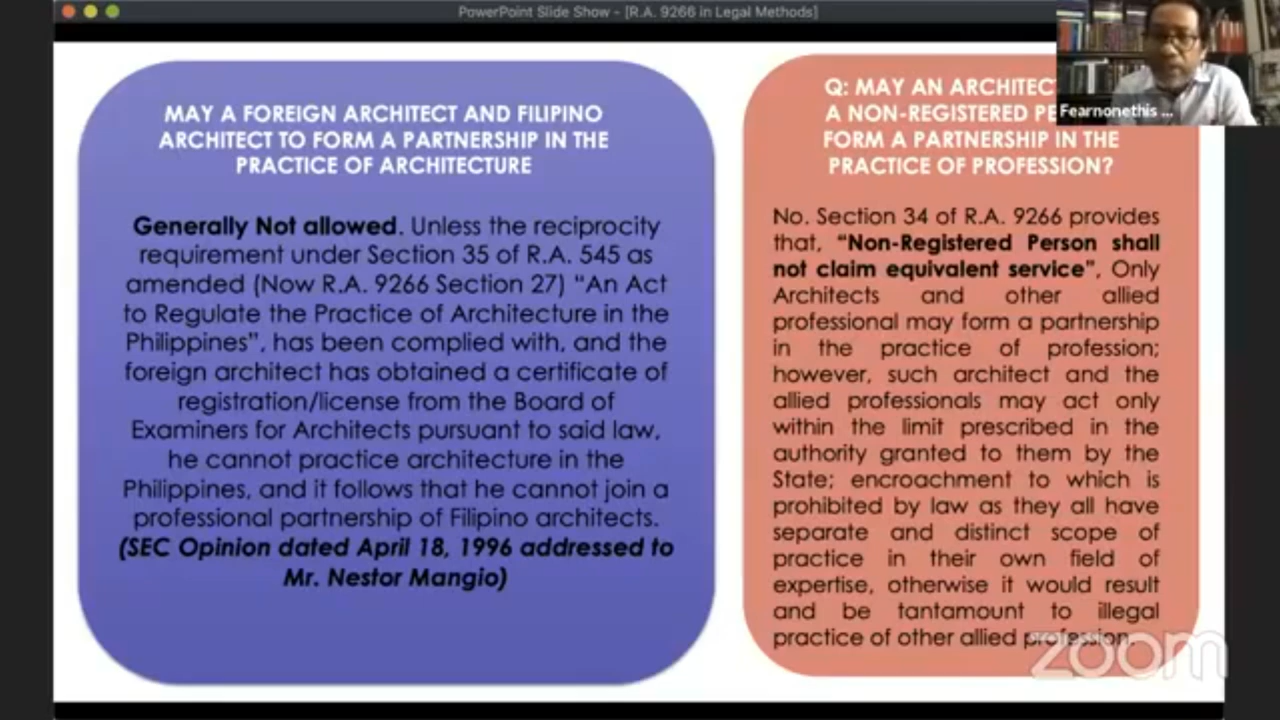 PowerPoint Slide Show - [R.A. 9266 in Legal Methods]
MAY A FOREIGN ARCHITECT AND FILIPINO
ARCHITECT TO FORM A PARTNERSHIP IN THE
PRACTICE OF ARCHITECTURE
Generally Not allowed. Unless the reciprocity
requirement under Section 35 of R.A. 545 as
amended (Now R.A. 9266 Section 27) “An Act
to Regulate the Practice of Architecture in the
Philippines”, has been complied with, and the
foreign architect has obtained a certificate of
registration/license from the Board of
Examiners for Architects pursuant to said law,
he cannot practice architecture in the
Philippines, and it follows that he cannot join a
professional partnership of Filipino architects.
(SEC Opinion dated April 18, 1996 addressed to
Mr. Nestor Mangio)
Q: MAY AN
A NON-REGISTERED
FORM A PARTNERSHIP IN THE
PRACTICE OF PROFESSION?
No. Section 34 of R.A. 9266 provides
that, “Non-Registered Person shall
not claim equivalent service”, Only
Architects and other allied
professional may form a partnership
in the practice of profession;
however, such architect and the
allied professionals may act only
within the limit prescribed in the
authority granted to them by the
State; encroachment to which is
prohibited by law as they all have
separate and distinct scope of
practice in their own field of
expertise, otherwise it would result
and be tantamount to illegal
practice of other allied profession.
Fearnonethis ...
zoom